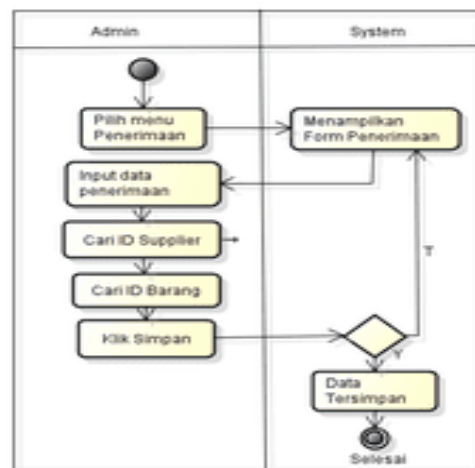 Admin
System
Pilih menu
Penerimaan
Menampilkan
Form Penerimaan
Input data
penerimaan
Cari ID Supplier
Cari ID Barang
T
Klik Simpan
Y
Data
Tersimpan
Selesai